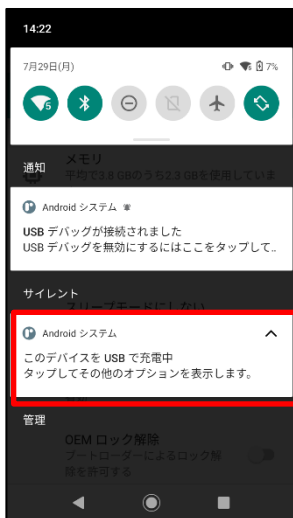 14:22
7月29日(月)
7%
5
通知
メモリ
平均で3.8 GBのうち2.3 GBを使用していま
Android システム
USB デバッグが接続されました
USB デバッグを無効にするにはここをタップして..
サイレント
スリープモードにしない
Android システム
このデバイスを USB で充電中
タップしてその他のオプションを表示します。
管理
OEM ロック解除
ブートローダーによるロック解
除を許可する